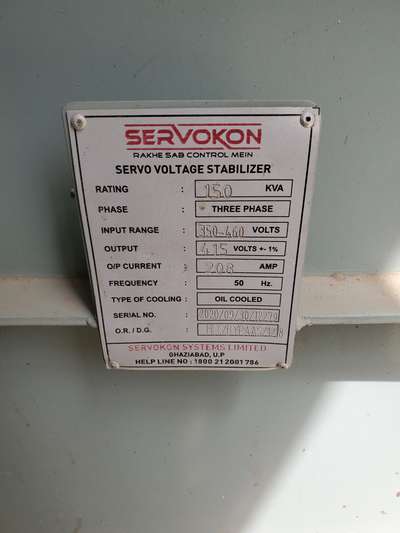 SERVOKON
RAKHE SAB CONTROL MEIN
SERVO VOLTAGE STABILIZER
RATING : 150 KVA
PHASE : THREE PHASE
INPUT RANGE : 350-460 VOLTS
OUTPUT : 415 VOLTS +- 1%
O/P CURRENT : 208 AMP
FREQUENCY : 50 Hz.
TYPE OF COOLING : OIL COOLED
SERIAL NO. :
O.R. / D.G. :
SERVOKON SYSTEMS LIMITED
GHAZIABAD, U.P
HELP LINE NO : 1800 21 2001 786